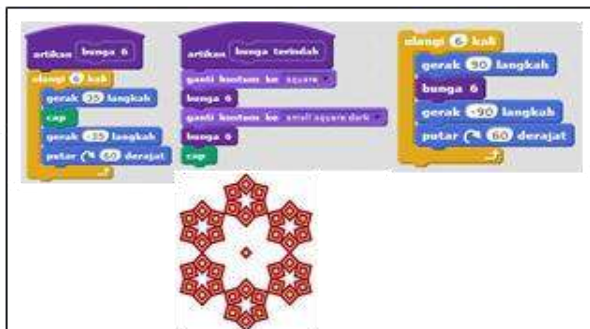 artikan bunga 6
ulangi 6 kali
gerak 35 langkah
cap
gerak -35 langkah
putar 60 derajat
artikan bunga terindah
ganti kostum ke square
bunga 6
ganti kostum ke small square dark
bunga 6
cap
ulangi 6 kali
gerak 90 langkah
bunga 6
gerak -90 langkah
putar 60 derajat